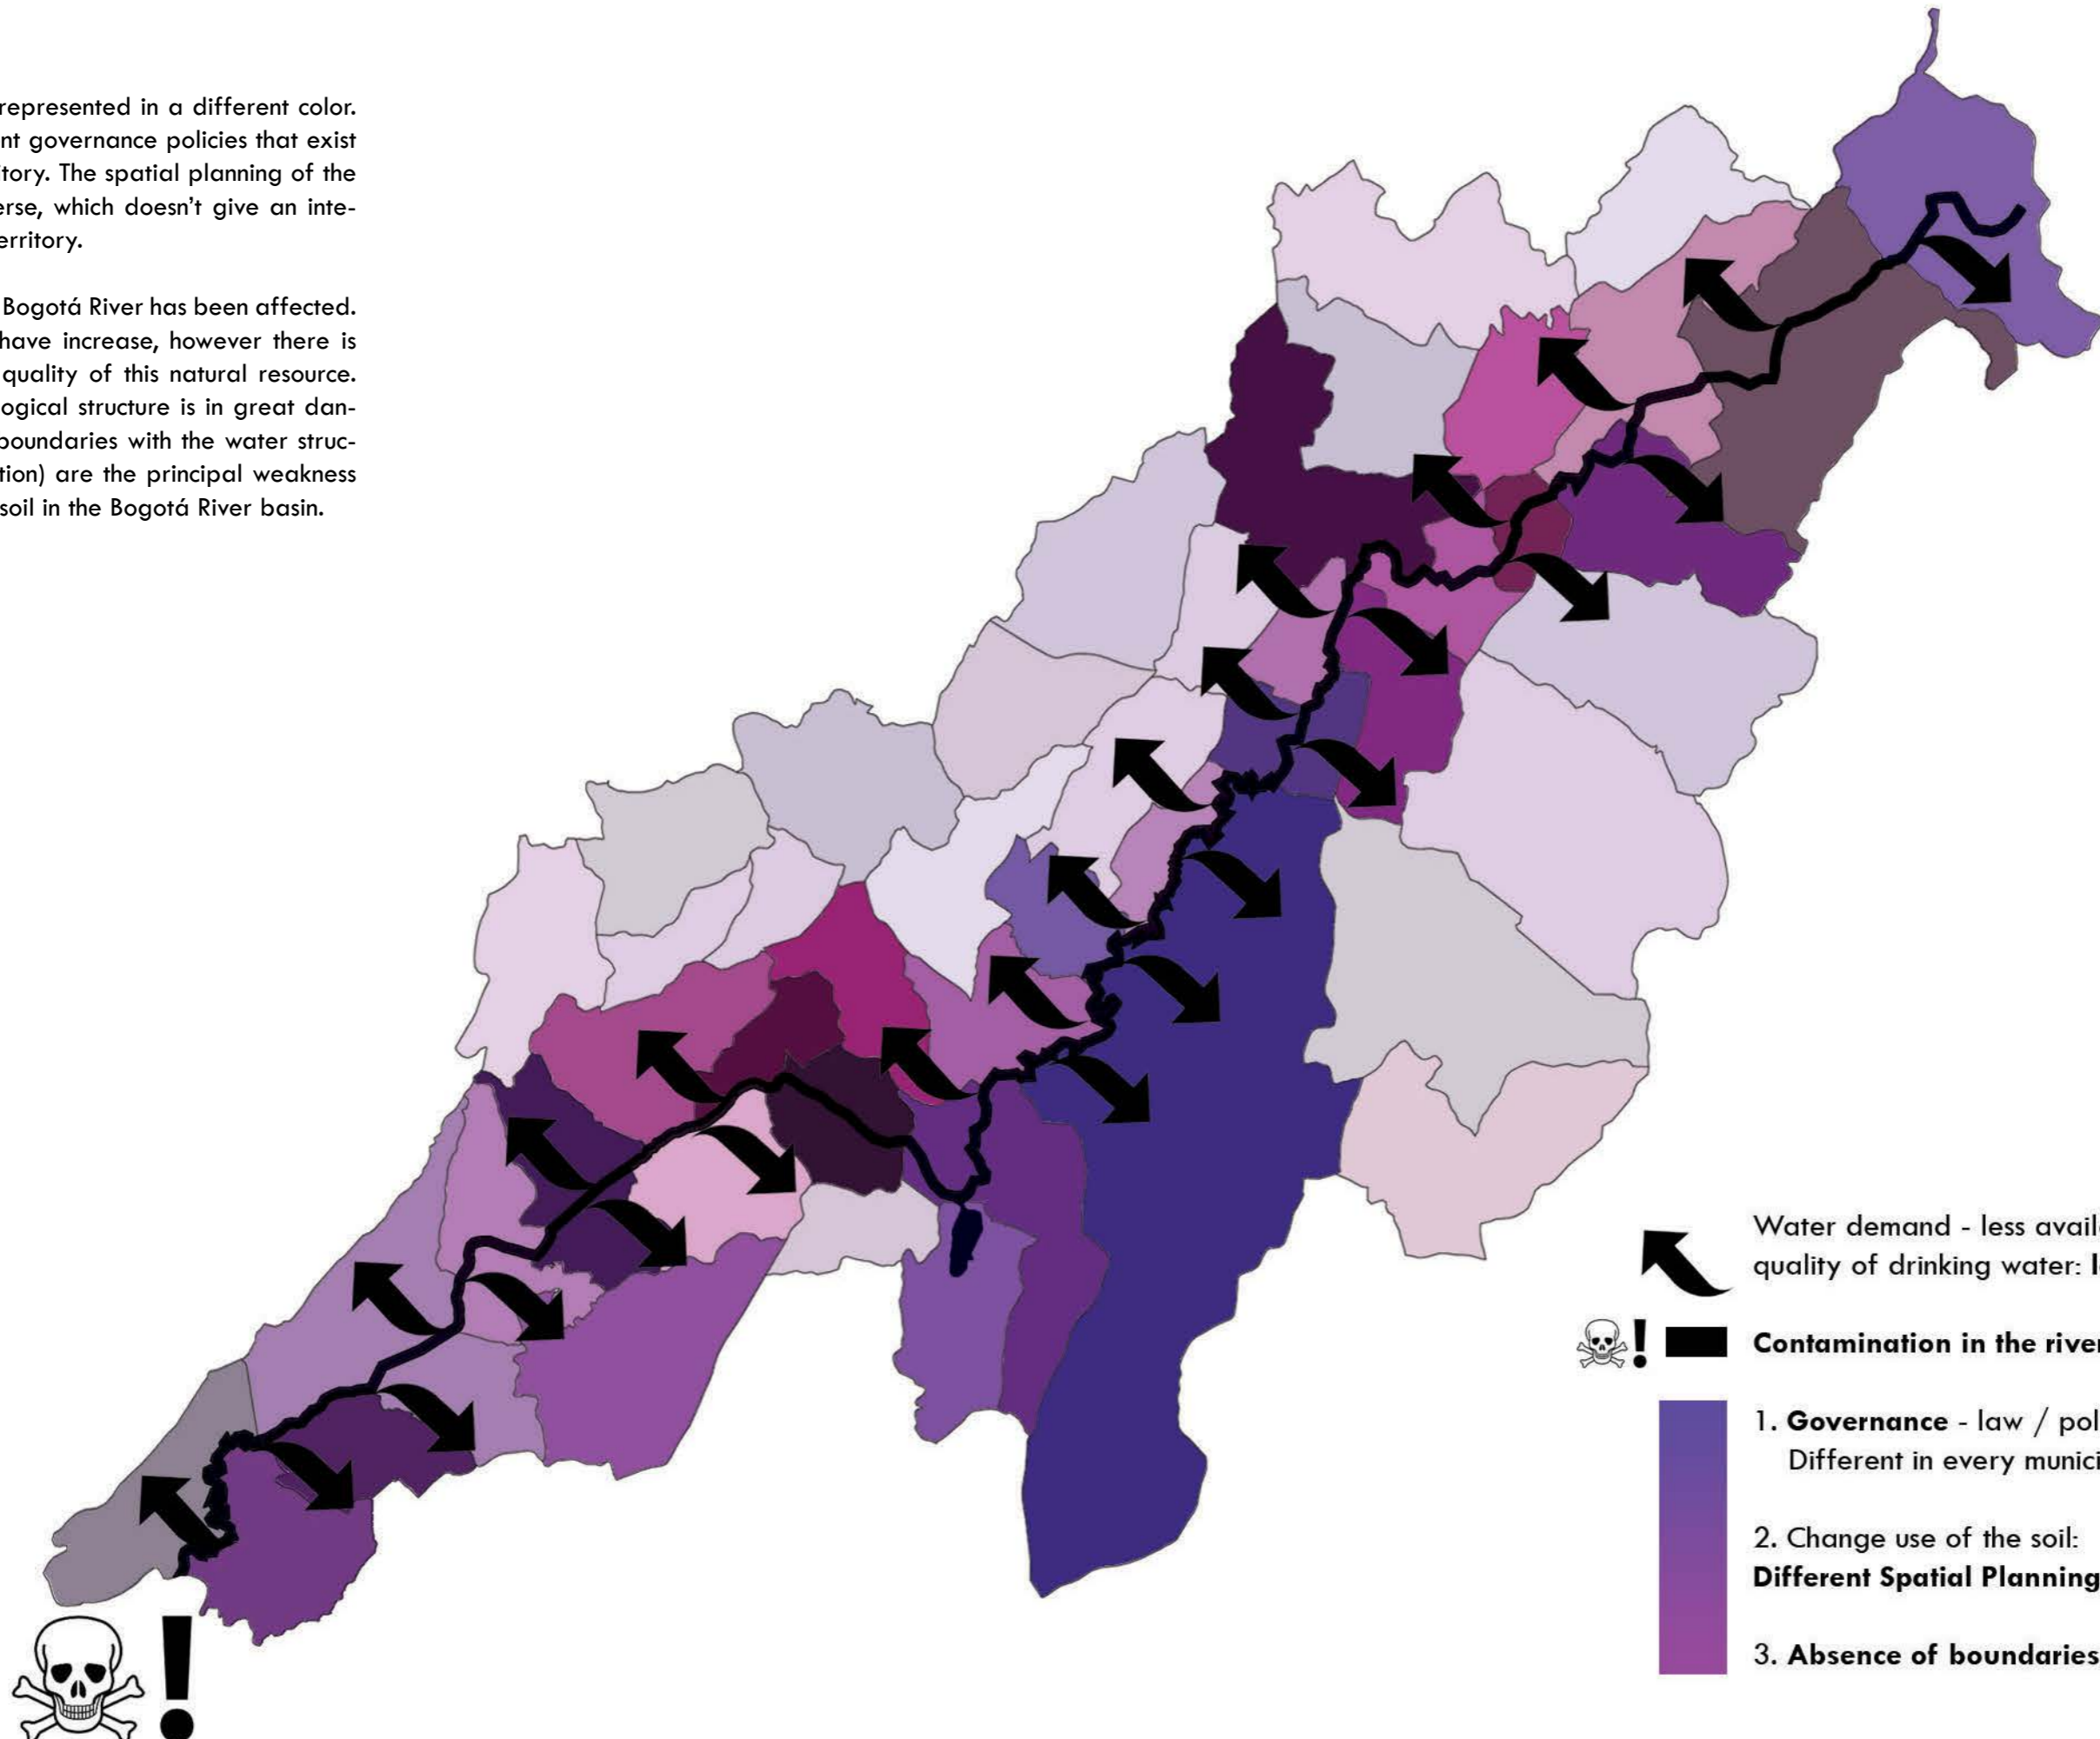 represented in a different color.
nt governance policies that exist
tory. The spatial planning of the
erse, which doesn't give an inte-
erritory.
Bogotá River has been affected.
have increase, however there is
quality of this natural resource.
ogical structure is in great dan-
boundaries with the water struc-
tion) are the principal weakness
soil in the Bogotá River basin.
Water demand - less avail
quality of drinking water:
! Contamination in the river
1. Governance - law / pol
Different in every munici
2. Change use of the soil:
Different Spatial Planning
3. Absence of boundaries
!